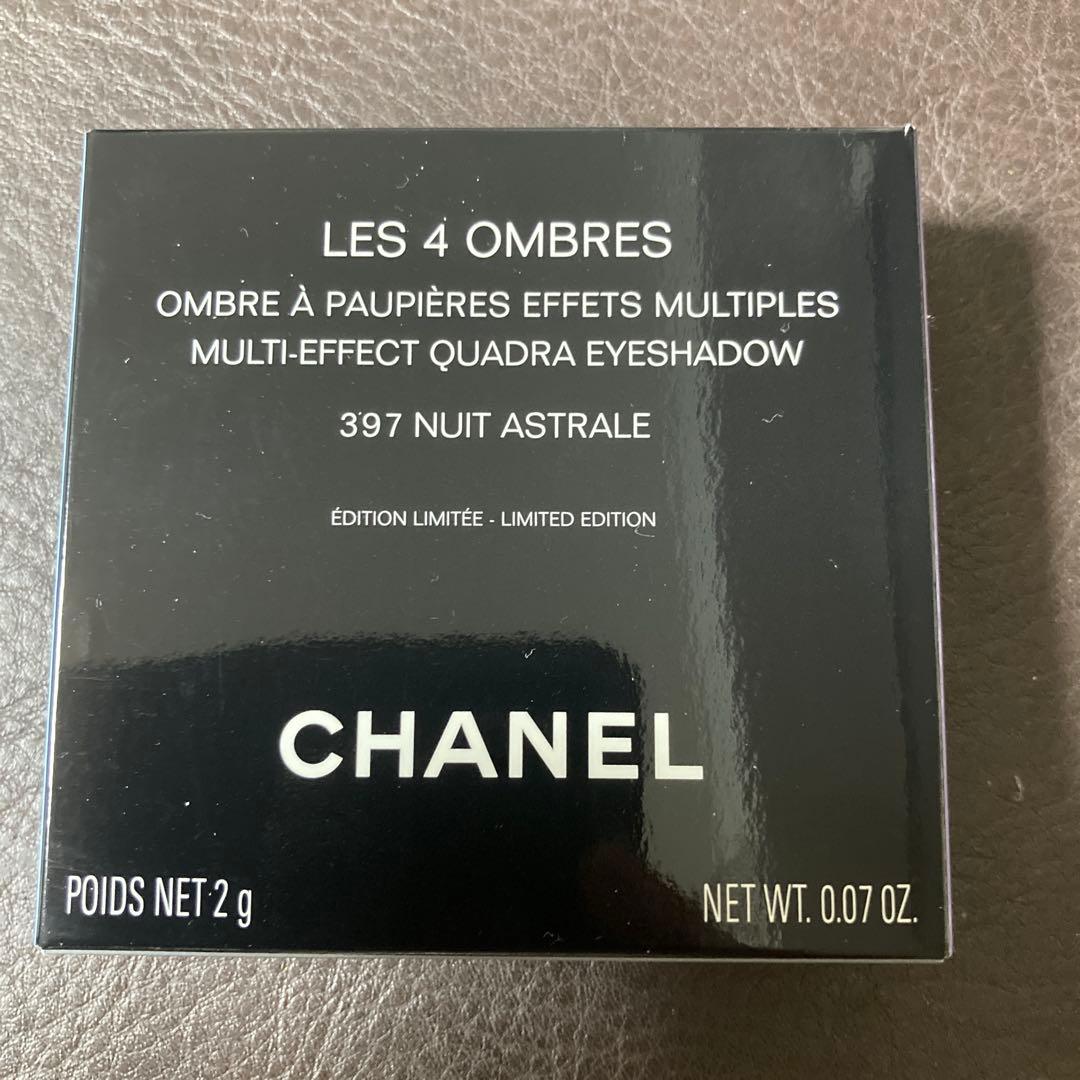 LES 4 OMBRES
OMBRE À PAUPIÈRES EFFETS MULTIPLES
MULTI-EFFECT QUADRA EYESHADOW
397 NUIT ASTRALE
ÉDITION LIMITÉE - LIMITED EDITION
CHANEL
POIDS NET 2 g NET WT. 0.07 OZ.